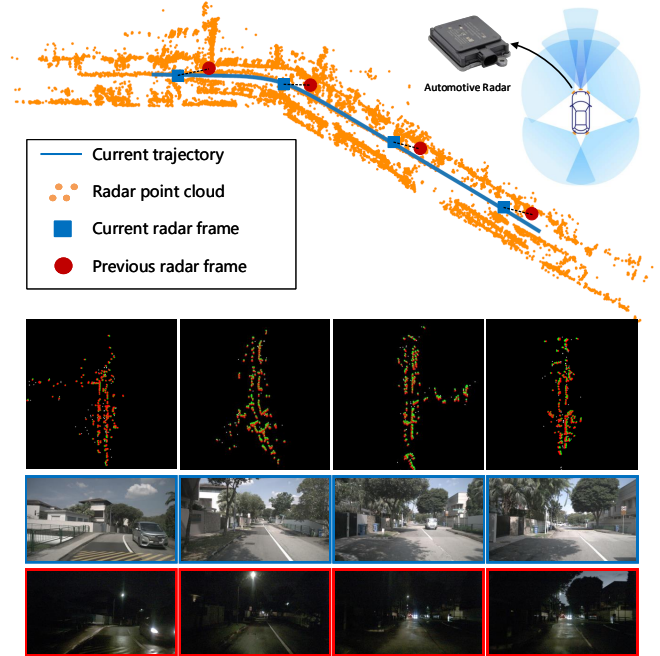 Automotive Radar
Current trajectory
Radar point cloud
Current radar frame
Previous radar frame